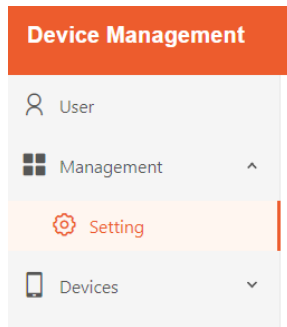 Device Management
User
Management
Setting
Devices